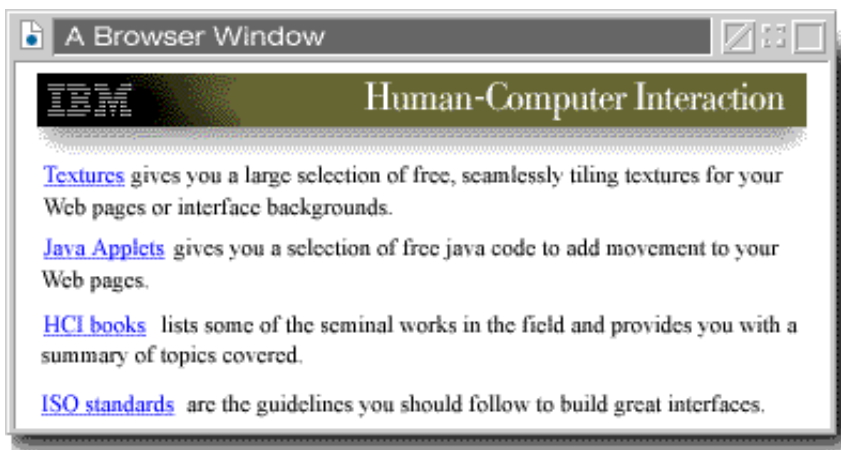 A Browser Window
IBM Human-Computer Interaction
Textures gives you a large selection of free, seamlessly tiling textures for your
Web pages or interface backgrounds.
Java Applets gives you a selection of free java code to add movement to your
Web pages.
HCI books lists some of the seminal works in the field and provides you with a
summary of topics covered.
ISO standards are the guidelines you should follow to build great interfaces.